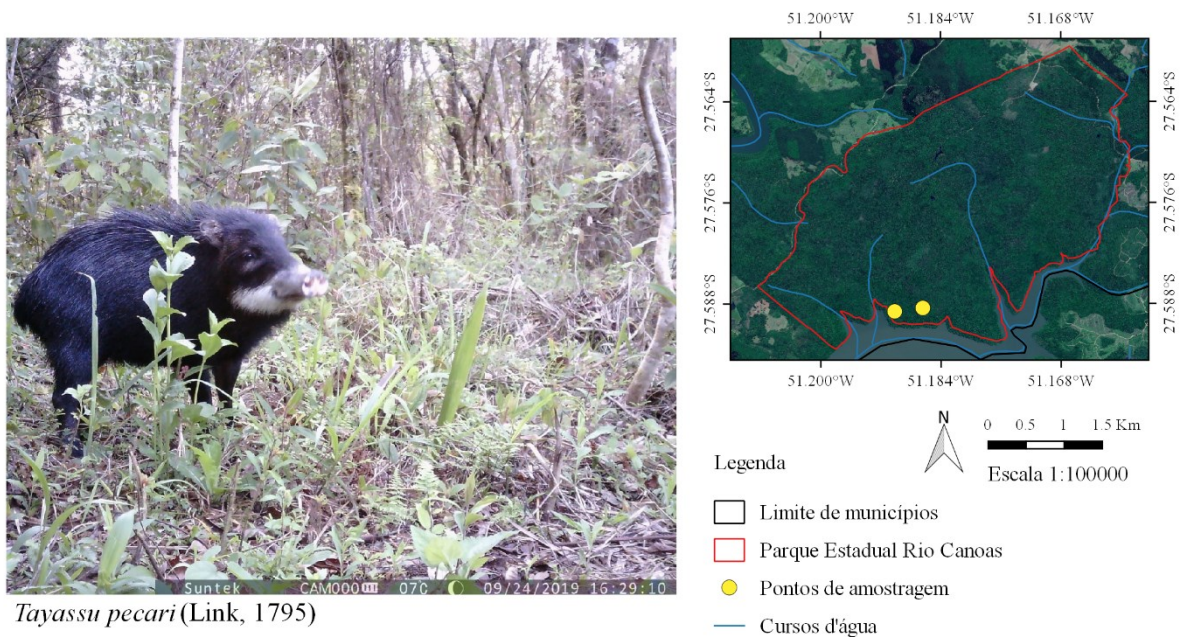 Suntek CAM000 07C 09/24/2019 16:29:10
Tayassu pecari (Link, 1795)
51.200°W 51.184°W 51.168°W
27.564°S 27.564°S
27.576°S 27.576°S
27.588°S 27.588°S
51.200°W 51.184°W 51.168°W
N
0 0.5 1 1.5 Km
Escala 1:100000
Legenda
Limite de municípios
Parque Estadual Rio Canoas
Pontos de amostragem
Cursos d'água